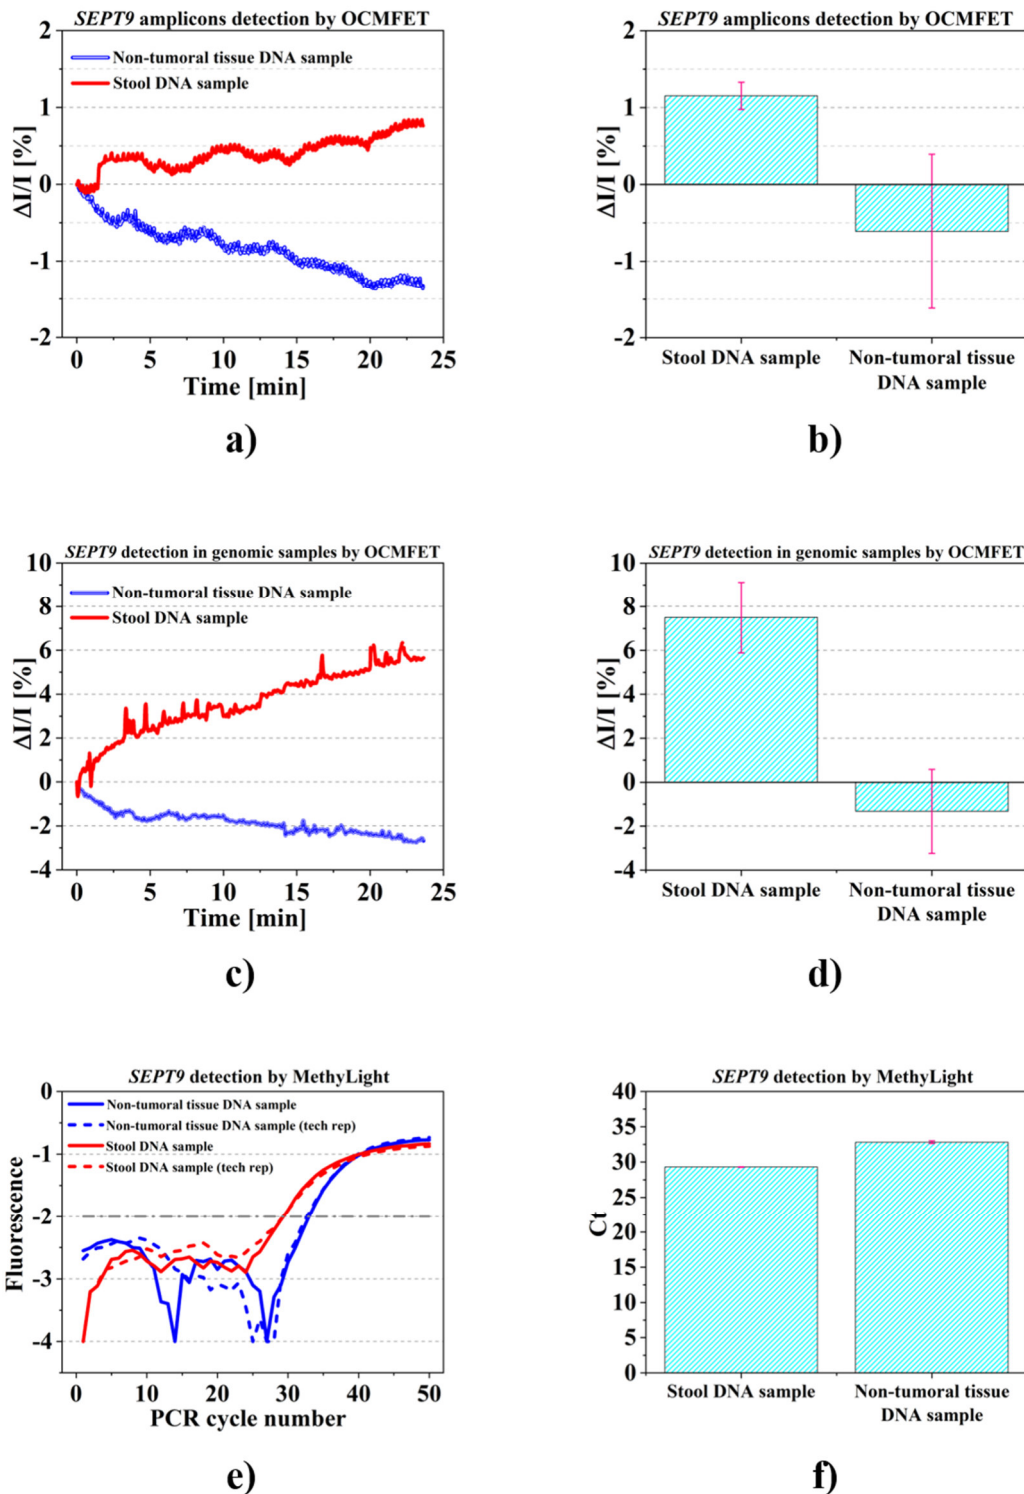 SEPT9 amplicons detection by OCMFET
2
1
0
-1
-2
ΔI/I [%]
Non-tumoral tissue DNA sample
Stool DNA sample
0 5 10 15 20 25
Time [min]
a)
SEPT9 amplicons detection by OCMFET
2
1
0
-1
-2
ΔI/I [%]
Stool DNA sample
Non-tumoral tissue
DNA sample
b)
SEPT9 detection in genomic samples by OCMFET
10
8
6
4
2
0
-2
-4
ΔI/I [%]
Non-tumoral tissue DNA sample
Stool DNA sample
0 5 10 15 20 25
Time [min]
c)
SEPT9 detection in genomic samples by OCMFET
10
8
6
4
2
0
-2
-4
ΔI/I [%]
Stool DNA sample
Non-tumoral tissue
DNA sample
d)
SEPT9 detection by MethyLight
0
-1
-2
-3
-4
Fluorescence
Non-tumoral tissue DNA sample
Non-tumoral tissue DNA sample (tech rep)
Stool DNA sample
Stool DNA sample (tech rep)
0 10 20 30 40 50
PCR cycle number
e)
SEPT9 detection by MethyLight
40
35
30
25
20
15
10
5
0
Ct
Stool DNA sample
Non-tumoral tissue
DNA sample
f)